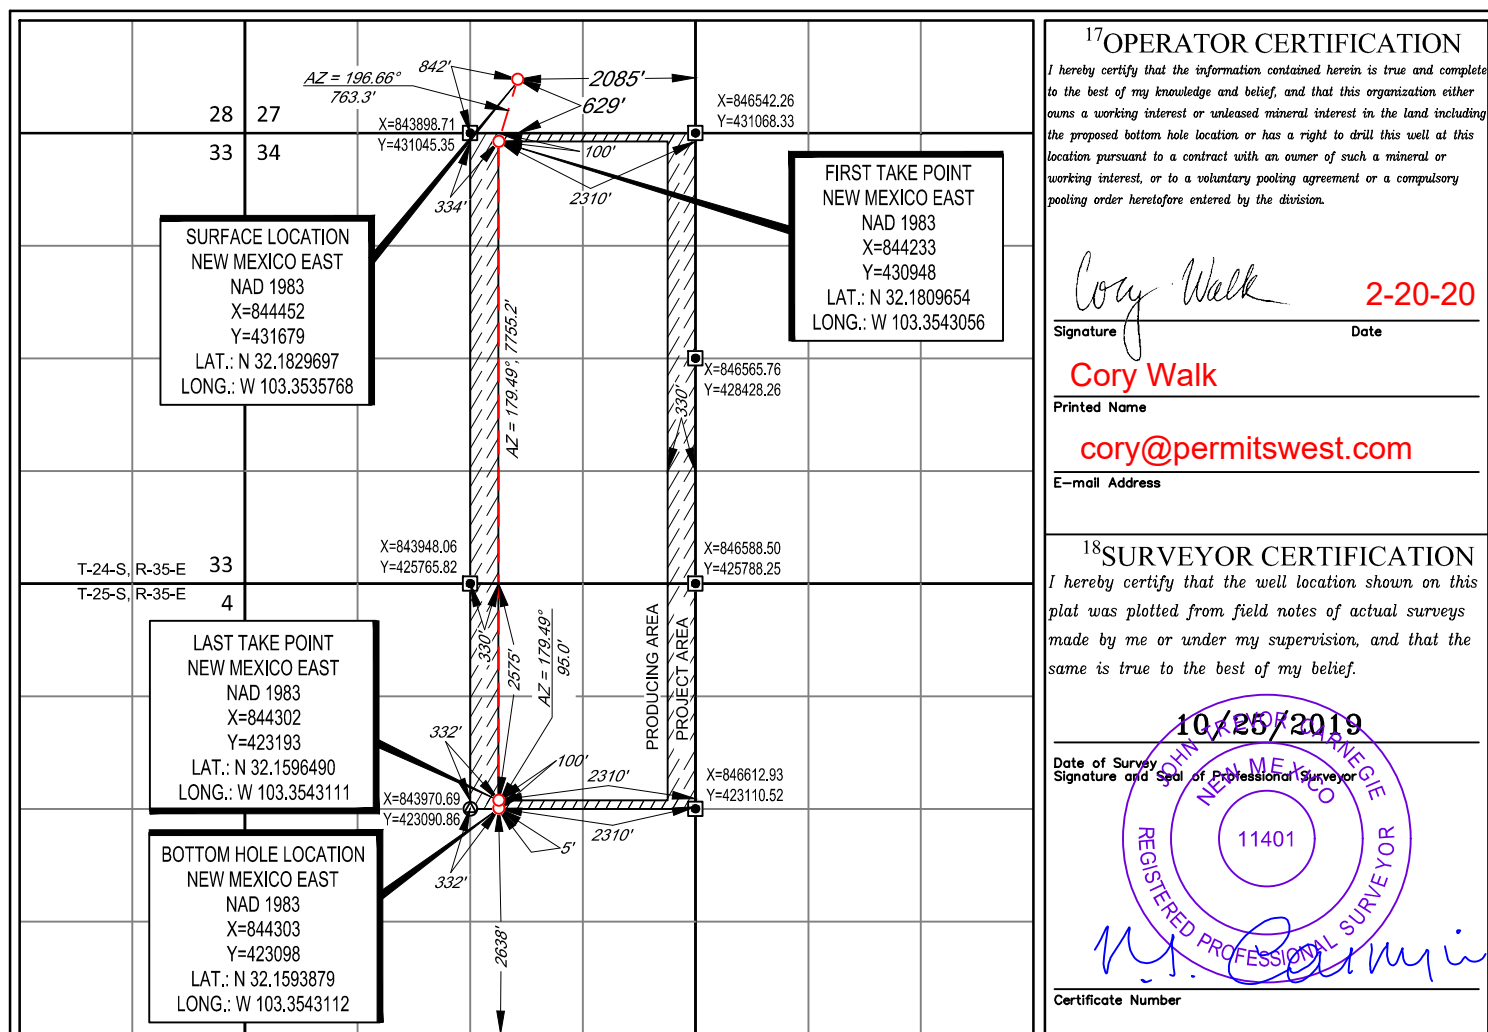 AZ = 196.66°
763.3'
842'
2085'
629'
28 27
33 34
X=843898.71
Y=431045.35
X=846542.26
Y=431068.33
100'
2310'
334'
SURFACE LOCATION
NEW MEXICO EAST
NAD 1983
X=844452
Y=431679
LAT.: N 32.1829697
LONG.: W 103.3535768
FIRST TAKE POINT
NEW MEXICO EAST
NAD 1983
X=844233
Y=430948
LAT.: N 32.1809654
LONG.: W 103.3543056
AZ = 179.49°, 7755.2'
X=846565.76
Y=428428.26
330'
X=843948.06
Y=425765.82
X=846588.50
Y=425788.25
T-24-S, R-35-E 33
T-25-S, R-35-E 4
330'
2575'
AZ = 179.49°
95.0'
PRODUCING AREA
PROJECT AREA
LAST TAKE POINT
NEW MEXICO EAST
NAD 1983
X=844302
Y=423193
LAT.: N 32.1596490
LONG.: W 103.3543111
332'
100'
2310'
X=846612.93
Y=423110.52
X=843970.69
Y=423090.86
2310'
5'
332'
BOTTOM HOLE LOCATION
NEW MEXICO EAST
NAD 1983
X=844303
Y=423098
LAT.: N 32.1593879
LONG.: W 103.3543112
2638'
17OPERATOR CERTIFICATION
I hereby certify that the information contained herein is true and complete
to the best of my knowledge and belief, and that this organization either
owns a working interest or unleased mineral interest in the land including
the proposed bottom hole location or has a right to drill this well at this
location pursuant to a contract with an owner of such a mineral or
working interest, or to a voluntary pooling agreement or a compulsory
pooling order heretofore entered by the division.
Cory Walk 2-20-20
Signature Date
Cory Walk
Printed Name
cory@permitswest.com
E-mail Address
18SURVEYOR CERTIFICATION
I hereby certify that the well location shown on this
plat was plotted from field notes of actual surveys
made by me or under my supervision, and that the
same is true to the best of my belief.
10/25/2019
Date of Survey
Signature and Seal of Professional Surveyor
JOHN TREVOR CARNEGIE
NEW MEXICO
11401
REGISTERED PROFESSIONAL SURVEYOR
Certificate Number